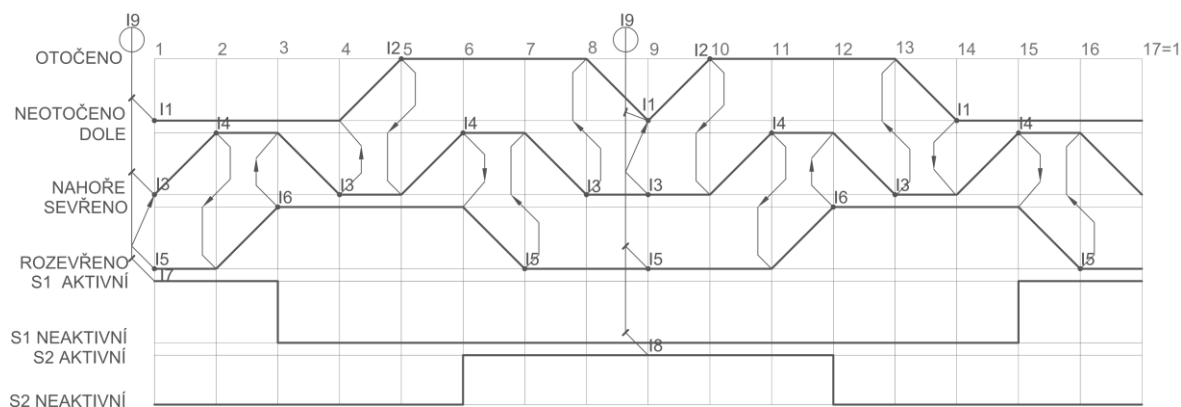 I9 I9
1 2 3 4 I2 5 6 7 8 9 I2 10 11 12 13 14 15 16 17=1
OTOČENO
I1 I1 I1
NEOTOČENO
DOLE
I4 I4 I4 I4
I3 I3 I3 I3 I3
NAHOŘE
SEVŘENO
I6 I6
I5 I5 I5 I5
ROZEVŘENO
S1 AKTIVNÍ
I7
S1 NEAKTIVNÍ
S2 AKTIVNÍ
I8
S2 NEAKTIVNÍ